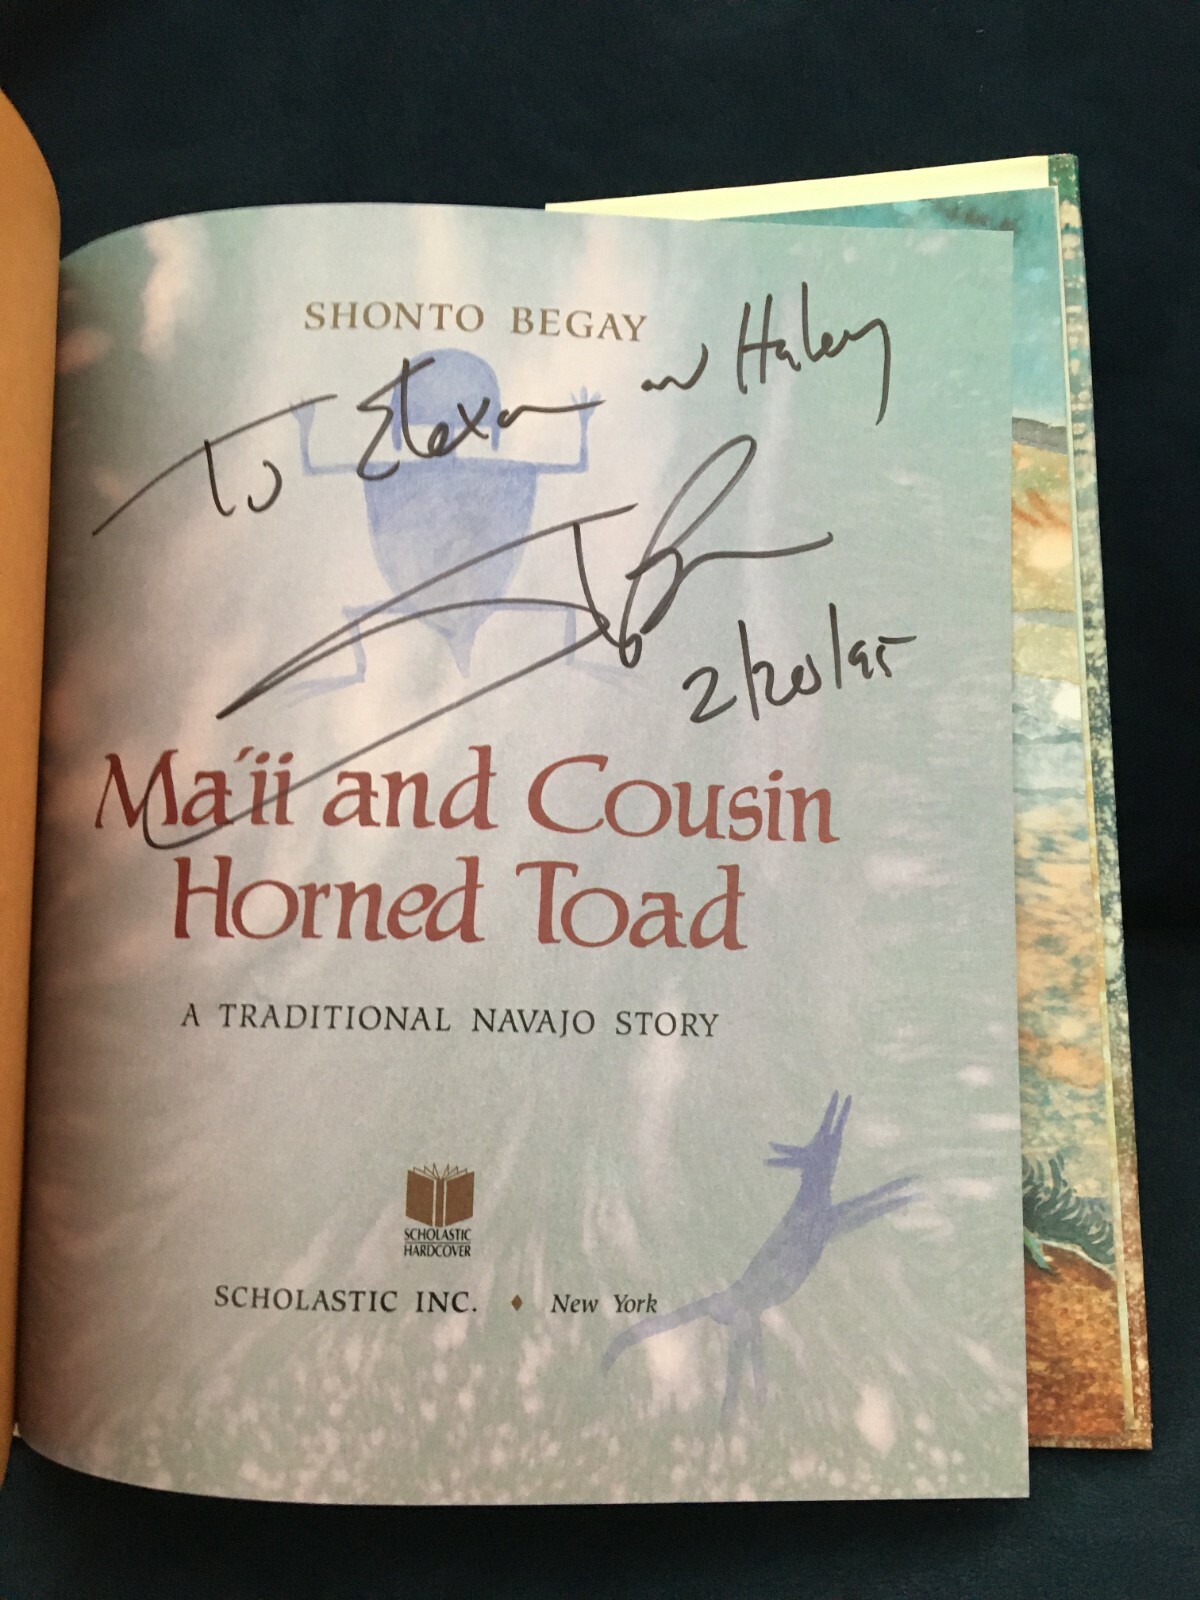 SHONTO BEGAY
To Elexa and Haley
2/20/95
Ma'ii and Cousin
Horned Toad
A TRADITIONAL NAVAJO STORY
SCHOLASTIC
HARDCOVER
SCHOLASTIC INC. ♦ New York